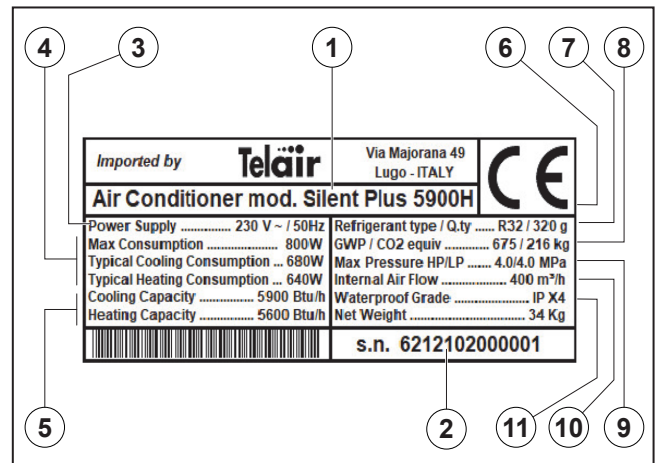 4
3
1
6
7
8
Imported by
Telair
Via Majorana 49
Lugo - ITALY
CE
Air Conditioner mod. Silent Plus 5900H
Power Supply ................ 230 V ~ / 50Hz
Max Consumption ...................... 800W
Typical Cooling Consumption ... 680W
Typical Heating Consumption ... 640W
Cooling Capacity ................ 5900 Btu/h
Heating Capacity ................ 5600 Btu/h
Refrigerant type / Q.ty ...... R32 / 320 g
GWP / CO2 equiv ............. 675 / 216 kg
Max Pressure HP/LP ....... 4.0/4.0 MPa
Internal Air Flow .................... 400 m³/h
Waterproof Grade ....................... IP X4
Net Weight .................................. 34 Kg
s.n. 6212102000001
5
2
11
10
9